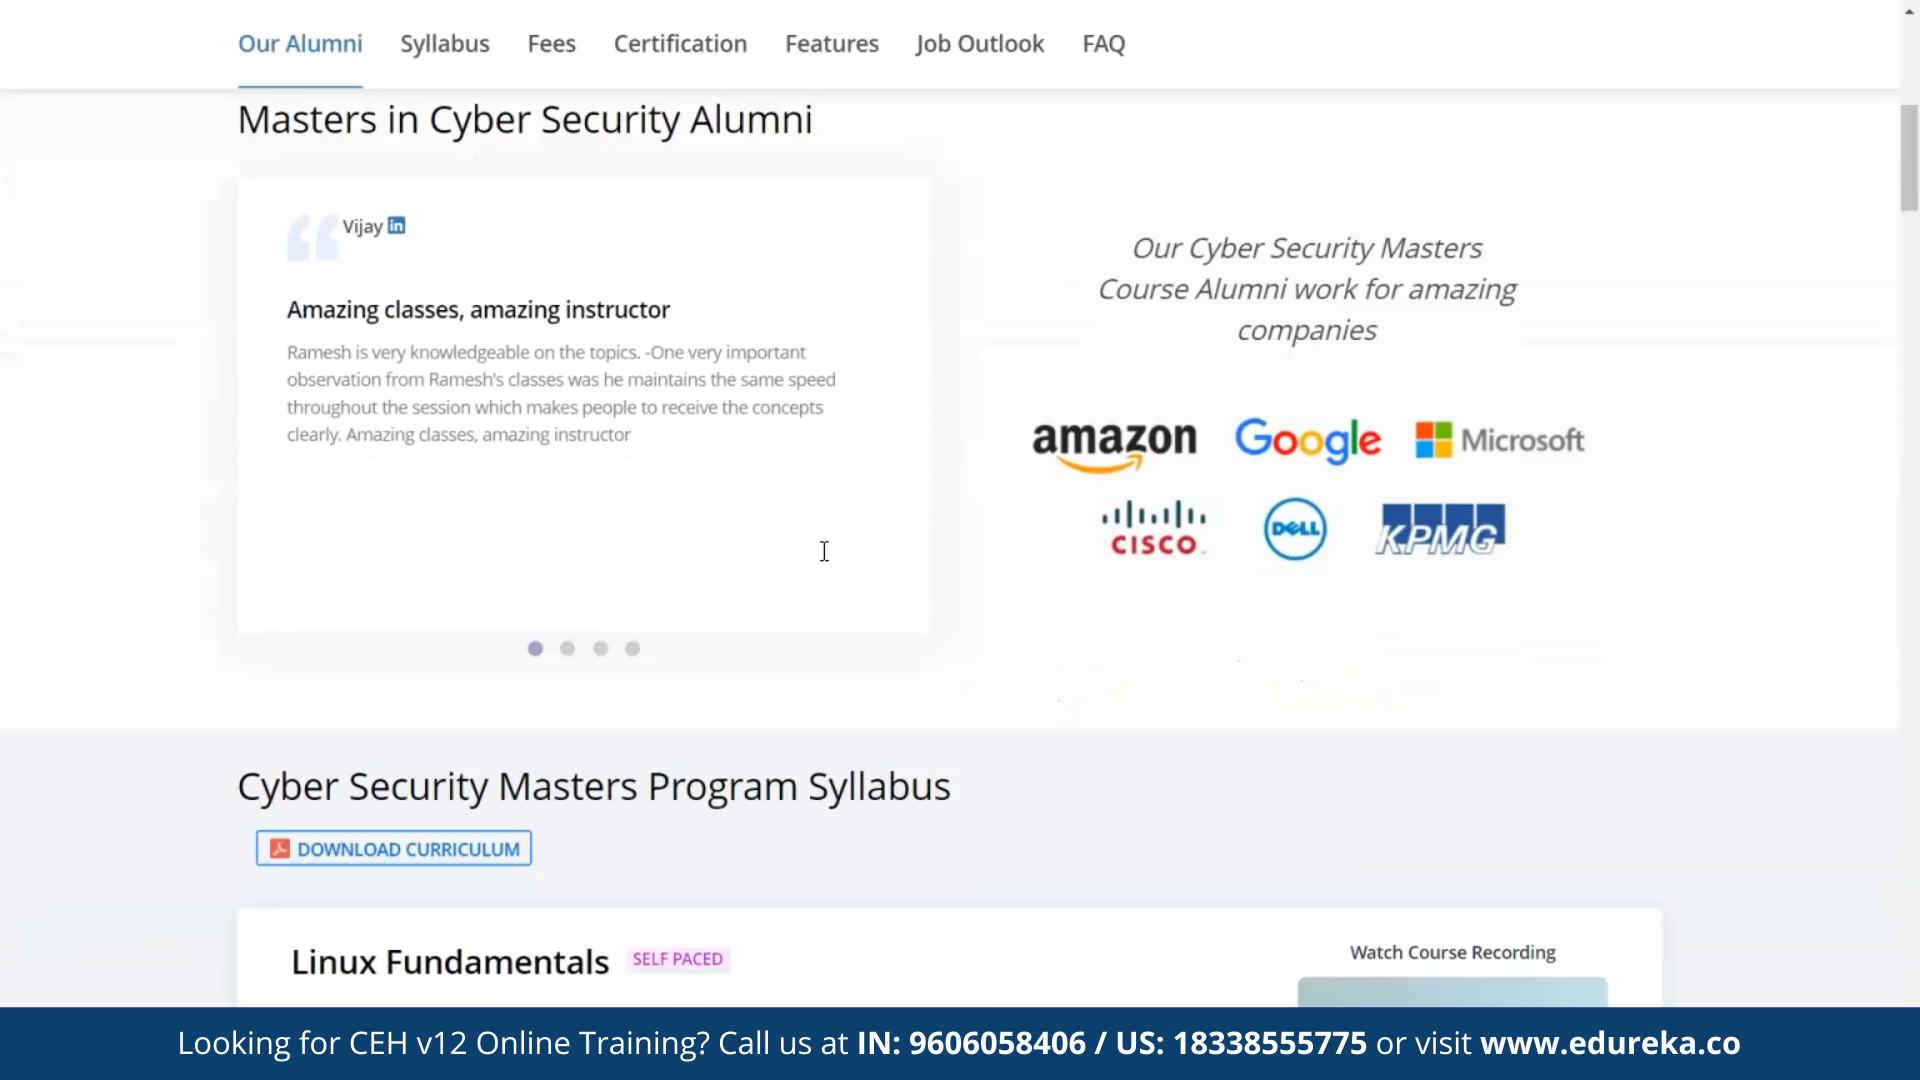 Our Alumni Syllabus Fees Certification Features Job Outlook FAQ
Masters in Cyber Security Alumni
Vijay in
Amazing classes, amazing instructor
Ramesh is very knowledgeable on the topics. -One very important
observation from Ramesh's classes was he maintains the same speed
throughout the session which makes people to receive the concepts
clearly. Amazing classes, amazing instructor
Our Cyber Security Masters
Course Alumni work for amazing
companies
amazon Google Microsoft
CISCO DELL KPMG
Cyber Security Masters Program Syllabus
DOWNLOAD CURRICULUM
Linux Fundamentals SELF PACED
Watch Course Recording
Looking for CEH v12 Online Training? Call us at IN: 9606058406 / US: 18338555775 or visit www.edureka.co